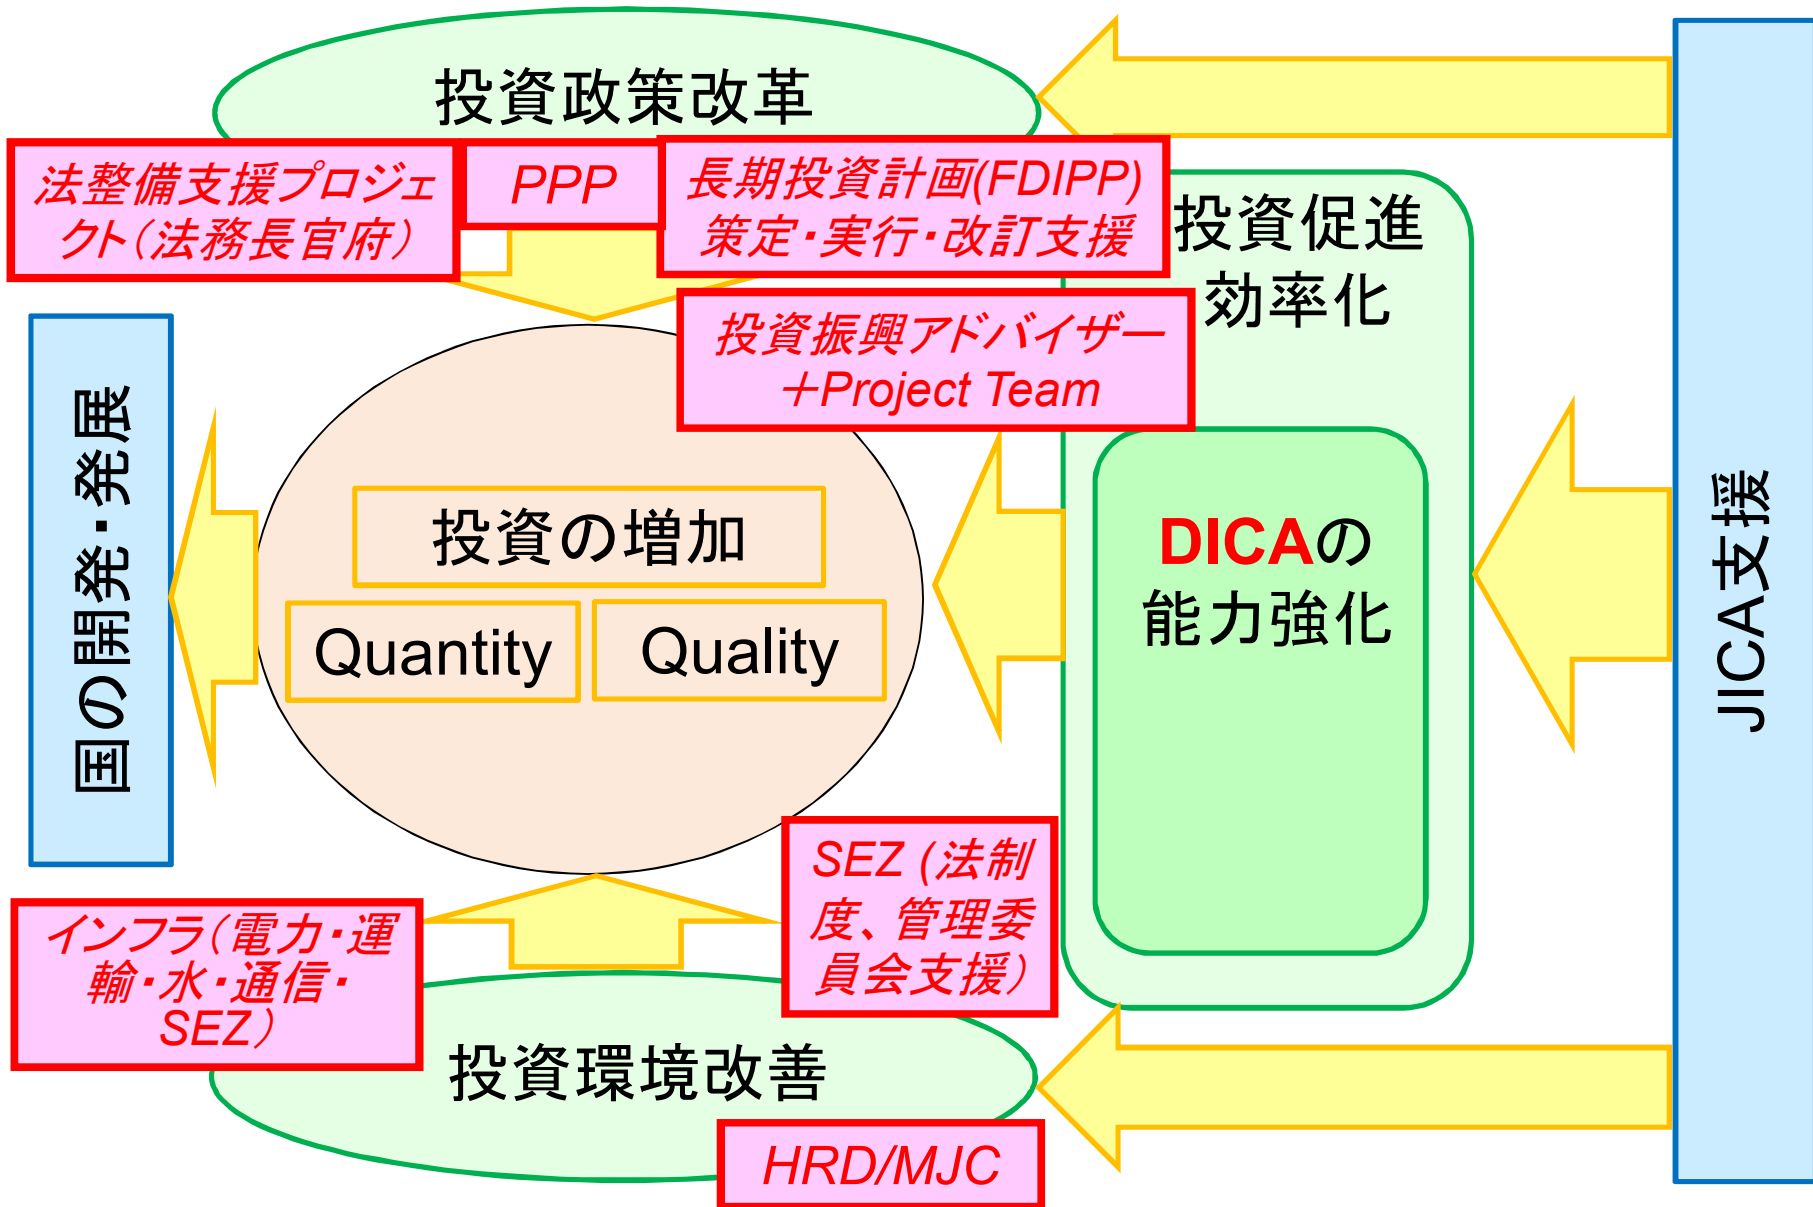 投資政策改革
法整備支援プロジェ
クト（法務長官府）
PPP
長期投資計画(FDIPP)
策定・実行・改訂支援
投資促進
効率化
投資振興アドバイザー
＋Project Team
国の開発・発展
投資の増加
Quantity
Quality
DICAの
能力強化
JICA支援
SEZ (法制
度、管理委
員会支援）
インフラ（電力・運
輸・水・通信・
SEZ）
投資環境改善
HRD/MJC